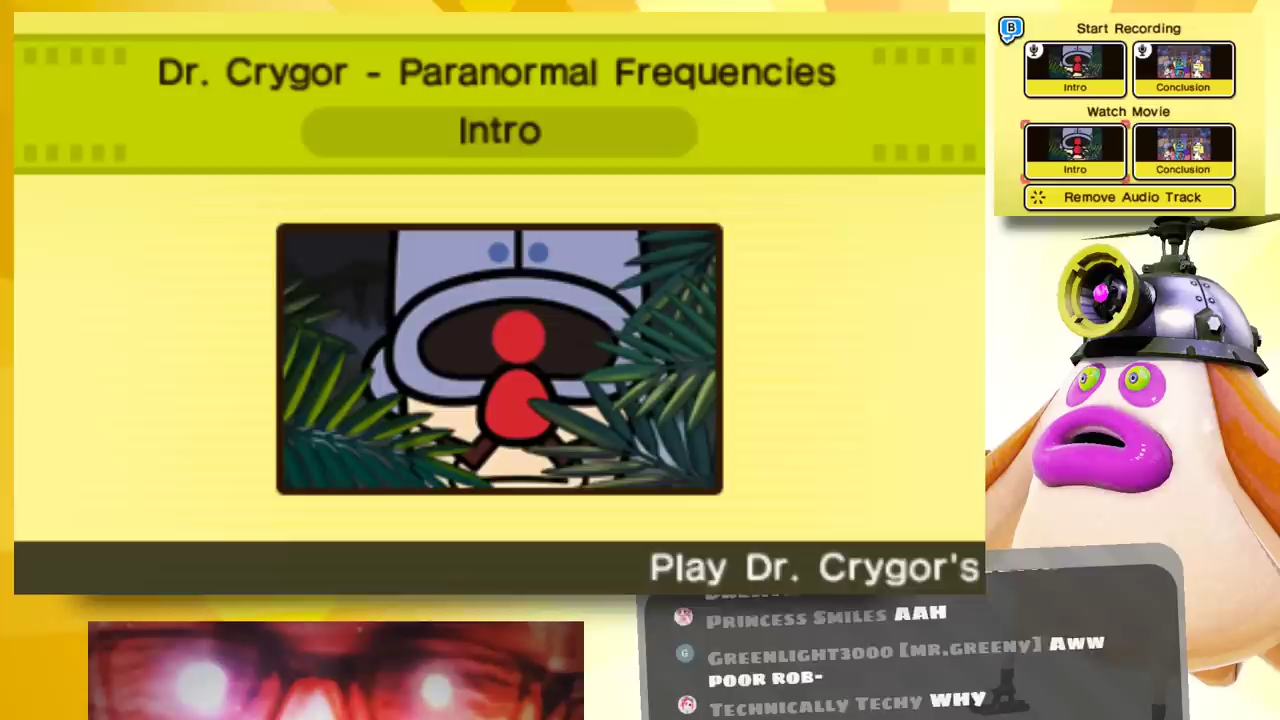 Dr. Crygor - Paranormal Frequencies
Intro
Play Dr. Crygor's
B
Start Recording
Intro
Conclusion
Watch Movie
Intro
Conclusion
Remove Audio Track
Princess Smiles AAH
Greenlight3000 [Mr.Greeny] Aww
poor rob-
Technically Techy WHY